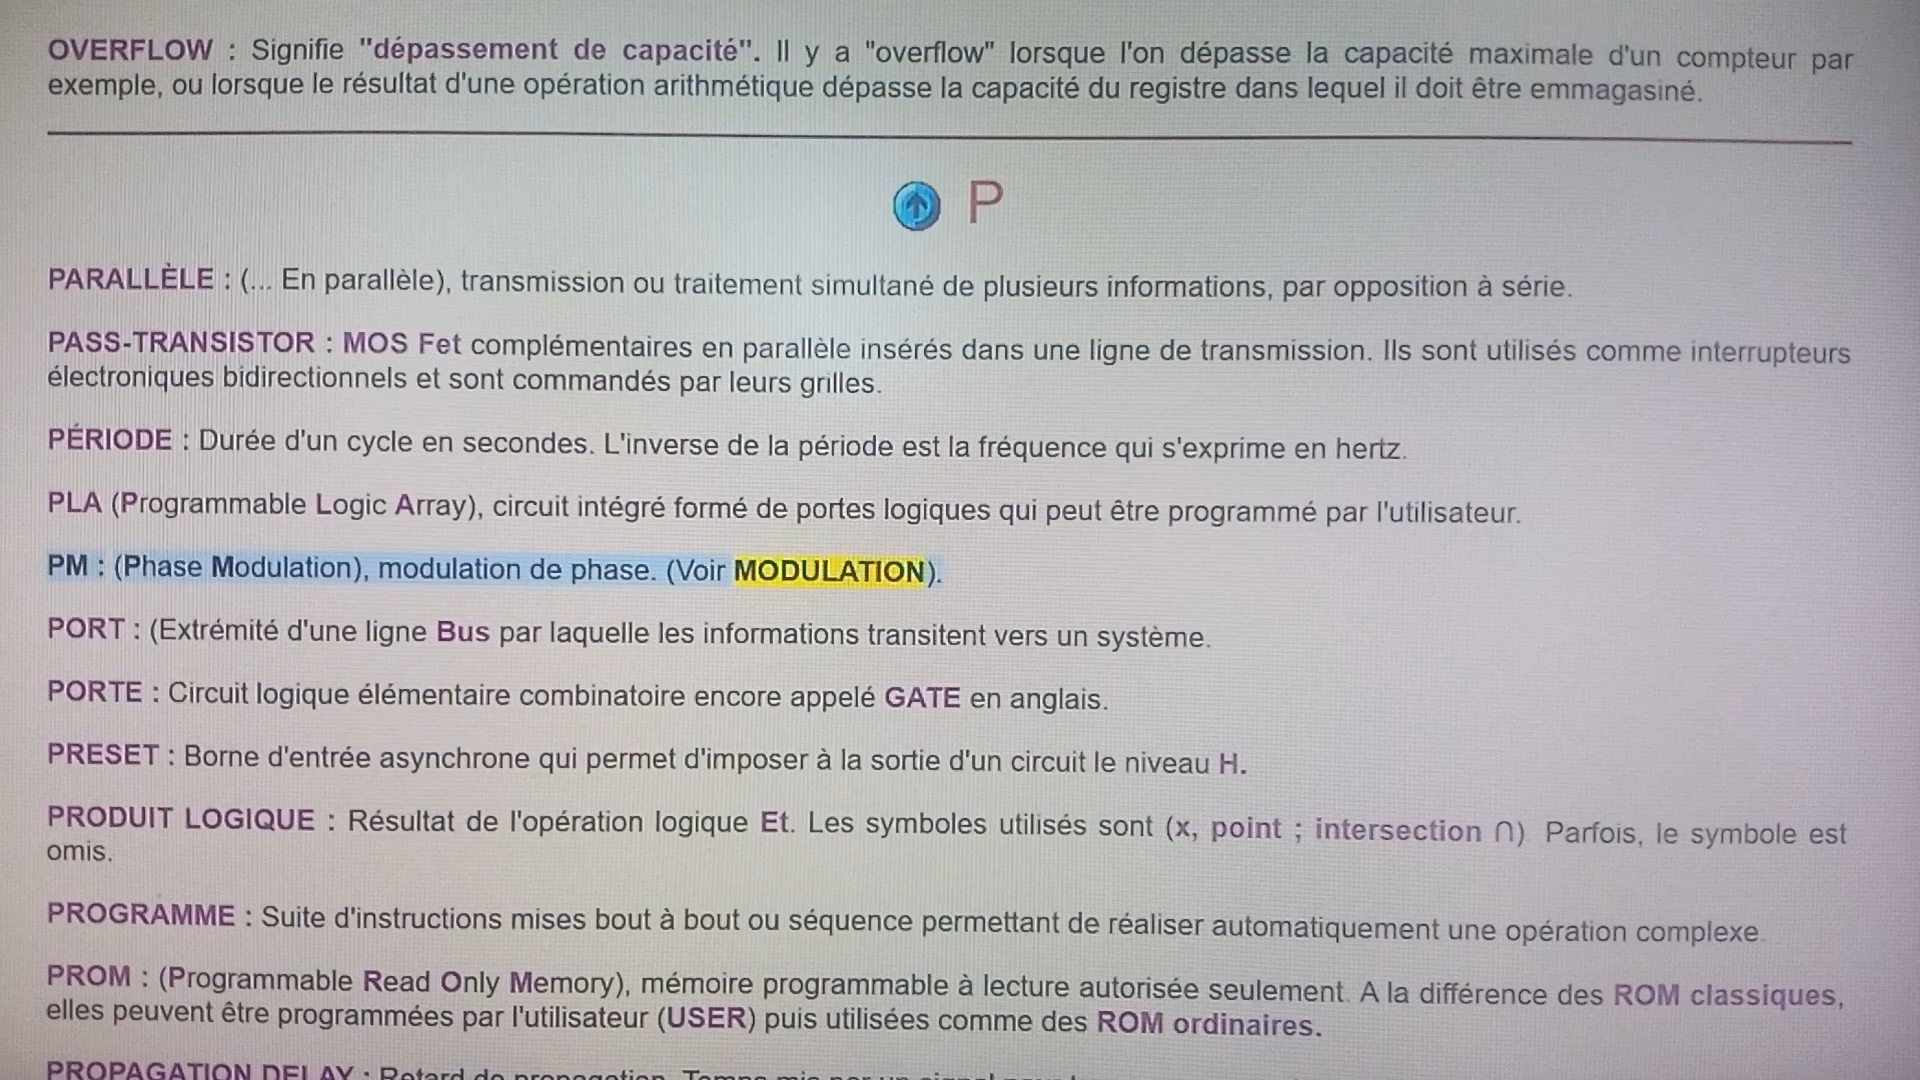 OVERFLOW : Signifie "dépassement de capacité". Il y a "overflow" lorsque l'on dépasse la capacité maximale d'un compteur par
exemple, ou lorsque le résultat d'une opération arithmétique dépasse la capacité du registre dans lequel il doit être emmagasiné.
P
PARALLÈLE : (... En parallèle), transmission ou traitement simultané de plusieurs informations, par opposition à série.
PASS-TRANSISTOR : MOS Fet complémentaires en parallèle insérés dans une ligne de transmission. Ils sont utilisés comme interrupteurs
électroniques bidirectionnels et sont commandés par leurs grilles.
PÉRIODE : Durée d'un cycle en secondes. L'inverse de la période est la fréquence qui s'exprime en hertz.
PLA (Programmable Logic Array), circuit intégré formé de portes logiques qui peut être programmé par l'utilisateur.
PM : (Phase Modulation), modulation de phase. (Voir MODULATION).
PORT : (Extrémité d'une ligne Bus par laquelle les informations transitent vers un système.
PORTE : Circuit logique élémentaire combinatoire encore appelé GATE en anglais.
PRESET : Borne d'entrée asynchrone qui permet d'imposer à la sortie d'un circuit le niveau H.
PRODUIT LOGIQUE : Résultat de l'opération logique Et. Les symboles utilisés sont (x, point ; intersection ∩). Parfois, le symbole est
omis.
PROGRAMME : Suite d'instructions mises bout à bout ou séquence permettant de réaliser automatiquement une opération complexe.
PROM : (Programmable Read Only Memory), mémoire programmable à lecture autorisée seulement. A la différence des ROM classiques,
elles peuvent être programmées par l'utilisateur (USER) puis utilisées comme des ROM ordinaires.
PROPAGATION DELAY : Retard de propagation. Temps mis par un signal